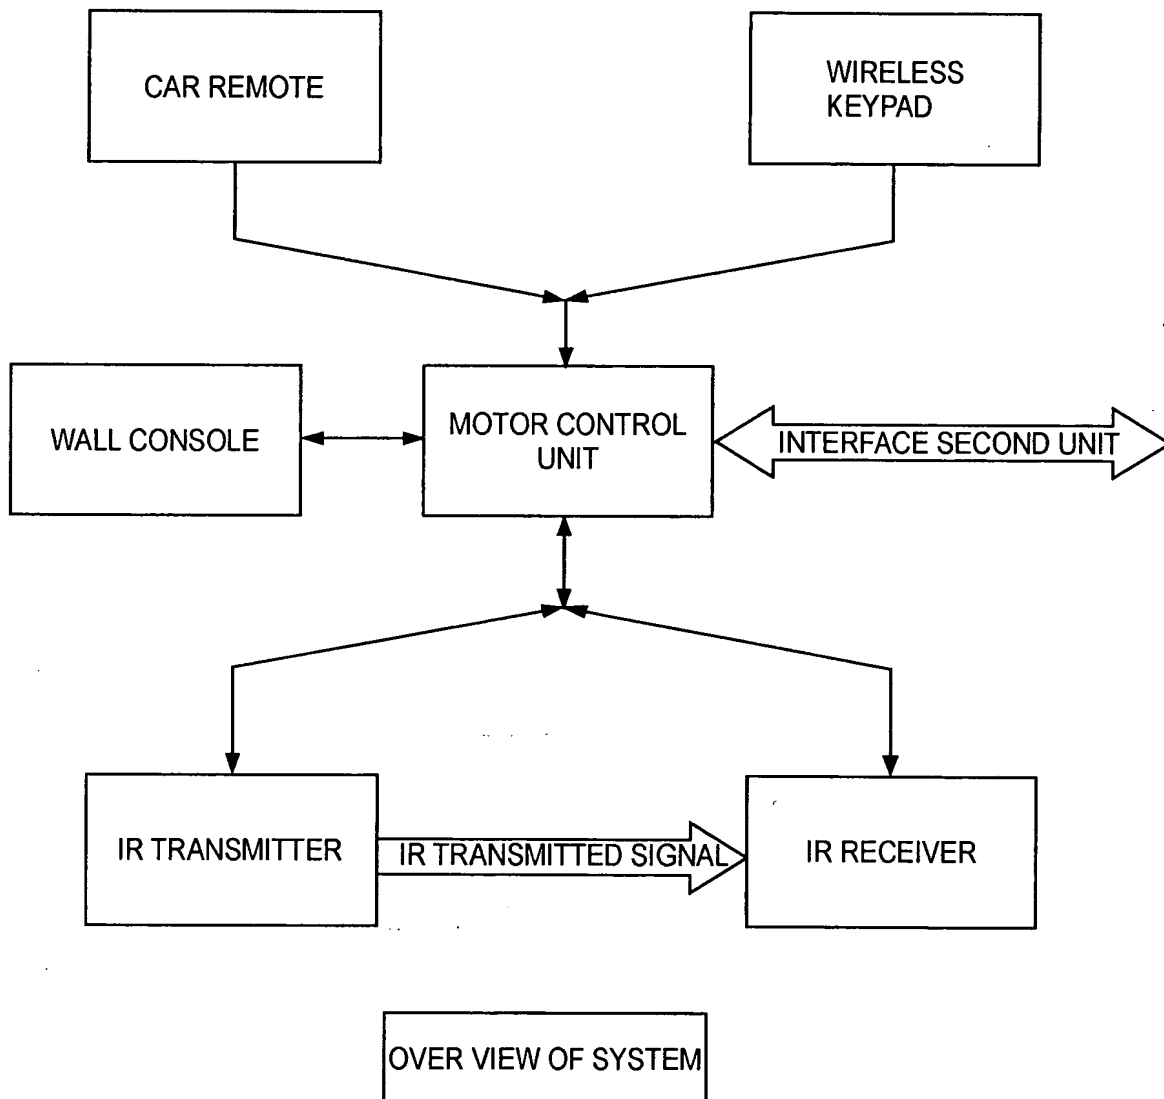 CAR REMOTE
WIRELESS
KEYPAD
WALL CONSOLE
MOTOR CONTROL
UNIT
INTERFACE SECOND UNIT
IR TRANSMITTER
IR TRANSMITTED SIGNAL
IR RECEIVER
OVER VIEW OF SYSTEM